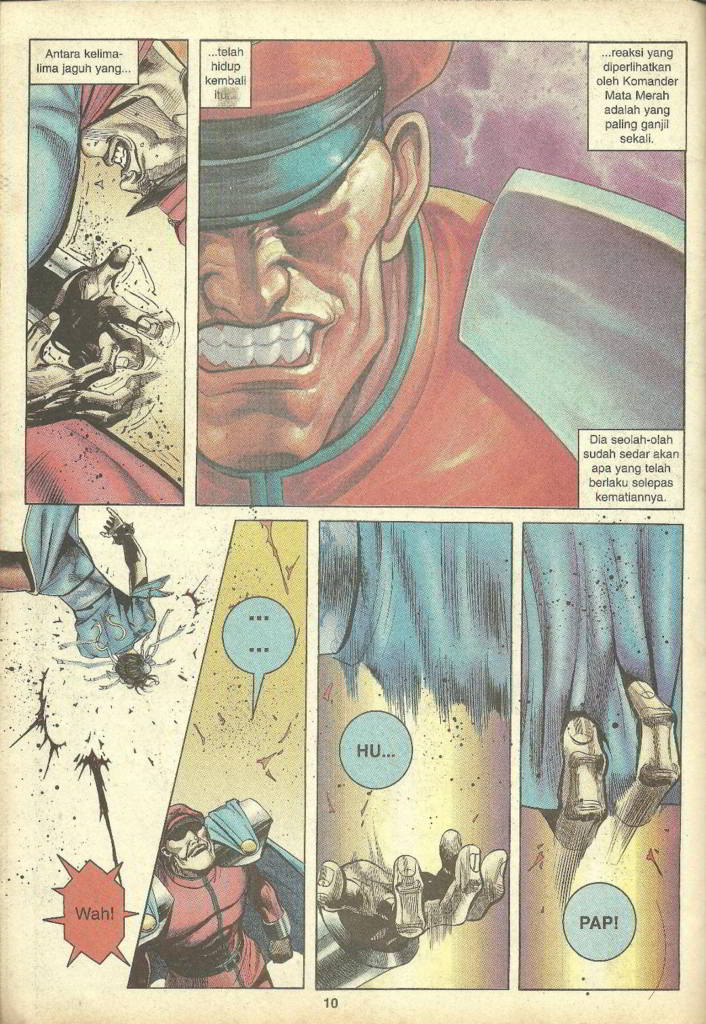 Antara kelima-
lima jaguh yang...
...telah
hidup
kembali
itu...
...reaksi yang
diperlihatkan
oleh Komander
Mata Merah
adalah yang
paling ganjil
sekali.
Dia seolah-olah
sudah sedar akan
apa yang telah
berlaku selepas
kematiannya.
...
...
HU...
PAP!
Wah!
10